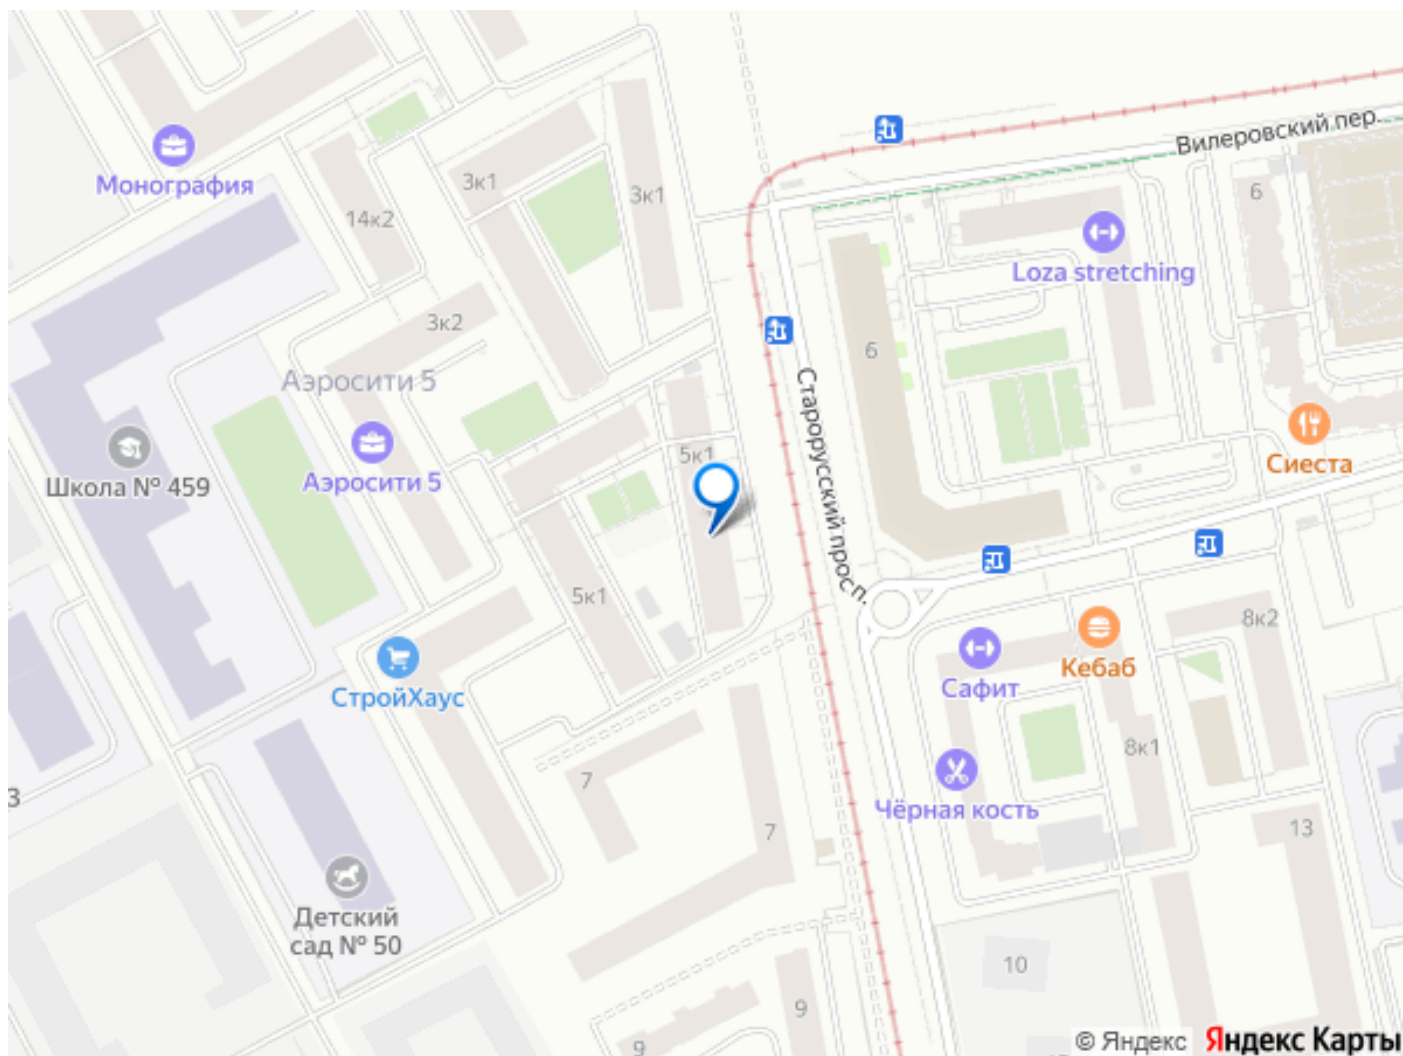 Вилеровский пер.
Монография
3к1
3к1
6
14к2
Loza stretching
3к2
6
Аэросити 5
Староруский просп.
Школа № 459
Аэросити 5
5к1
Сиеста
5к1
8к2
СтройХаус
Сафит
Кебаб
8к1
7
3
Чёрная кость
7
13
Детский
сад № 50
10
9
9
© Яндекс Яндекс Карты